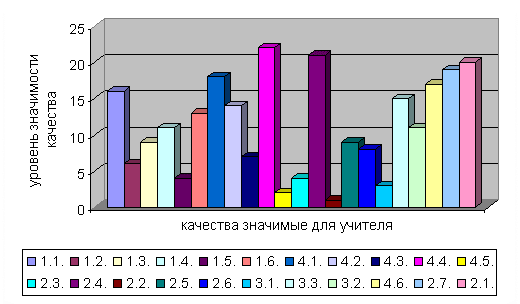 25
20
15
10
5
0
уровень значимости
качества
качества значимые для учителя
1.1. 1.2. 1.3. 1.4. 1.5. 1.6. 4.1. 4.2. 4.3. 4.4. 4.5.
2.3. 2.4. 2.2. 2.5. 2.6. 3.1. 3.3. 3.2. 4.6. 2.7. 2.1.